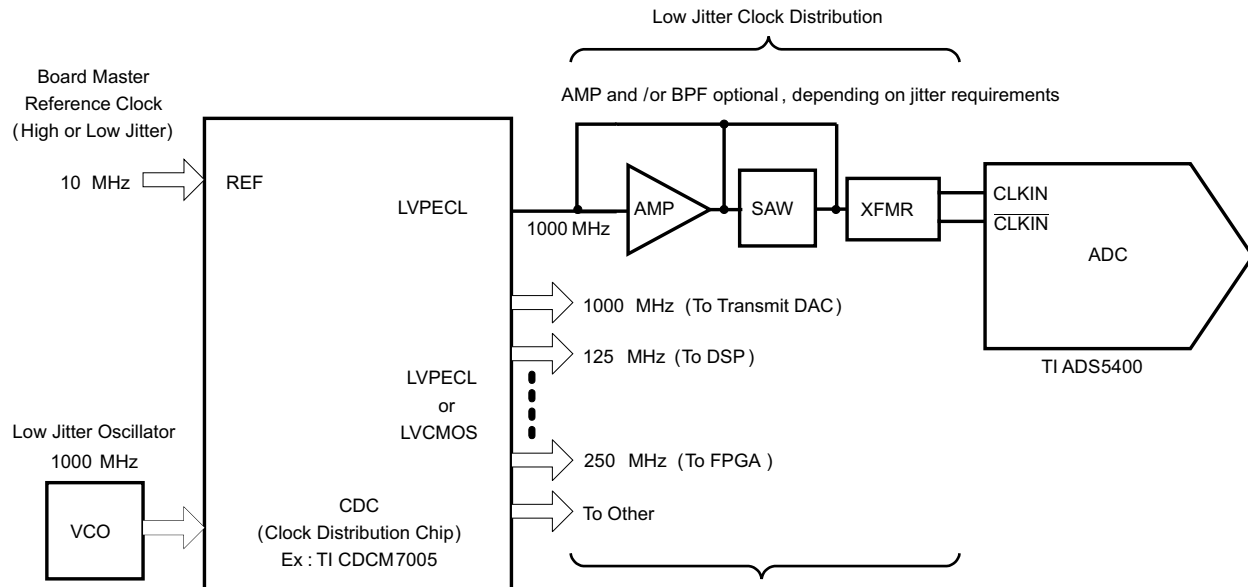 Low Jitter Clock Distribution
Board Master
Reference Clock
(High or Low Jitter)
10 MHz
REF
LVPECL
AMP and /or BPF optional, depending on jitter requirements
1000 MHz
AMP
SAW
XFMR
CLKIN
CLKIN
ADC
TI ADS5400
1000 MHz (To Transmit DAC)
125 MHz (To DSP)
LVPECL
or
LVCMOS
250 MHz (To FPGA )
To Other
Low Jitter Oscillator
1000 MHz
VCO
CDC
(Clock Distribution Chip)
Ex : TI CDCM7005